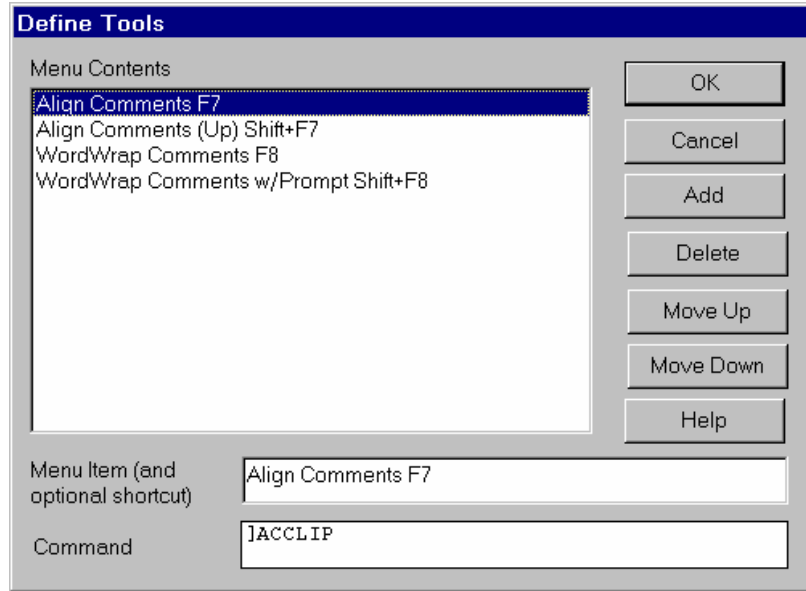 Define Tools
Menu Contents
Align Comments F7
Align Comments (Up) Shift+F7
WordWrap Comments F8
WordWrap Comments w/Prompt Shift+F8
OK
Cancel
Add
Delete
Move Up
Move Down
Help
Menu Item (and
optional shortcut)
Align Comments F7
Command
]ACCLIP